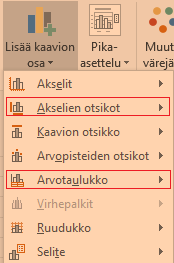 Lisää kaavion
osa
Pika-
asettelu
Muut
värejä
Akselit
Akselien otsikot
Kaavion otsikko
Arvopisteiden otsikot
Arvotaulukko
Virhepalkit
Ruudukko
Selite